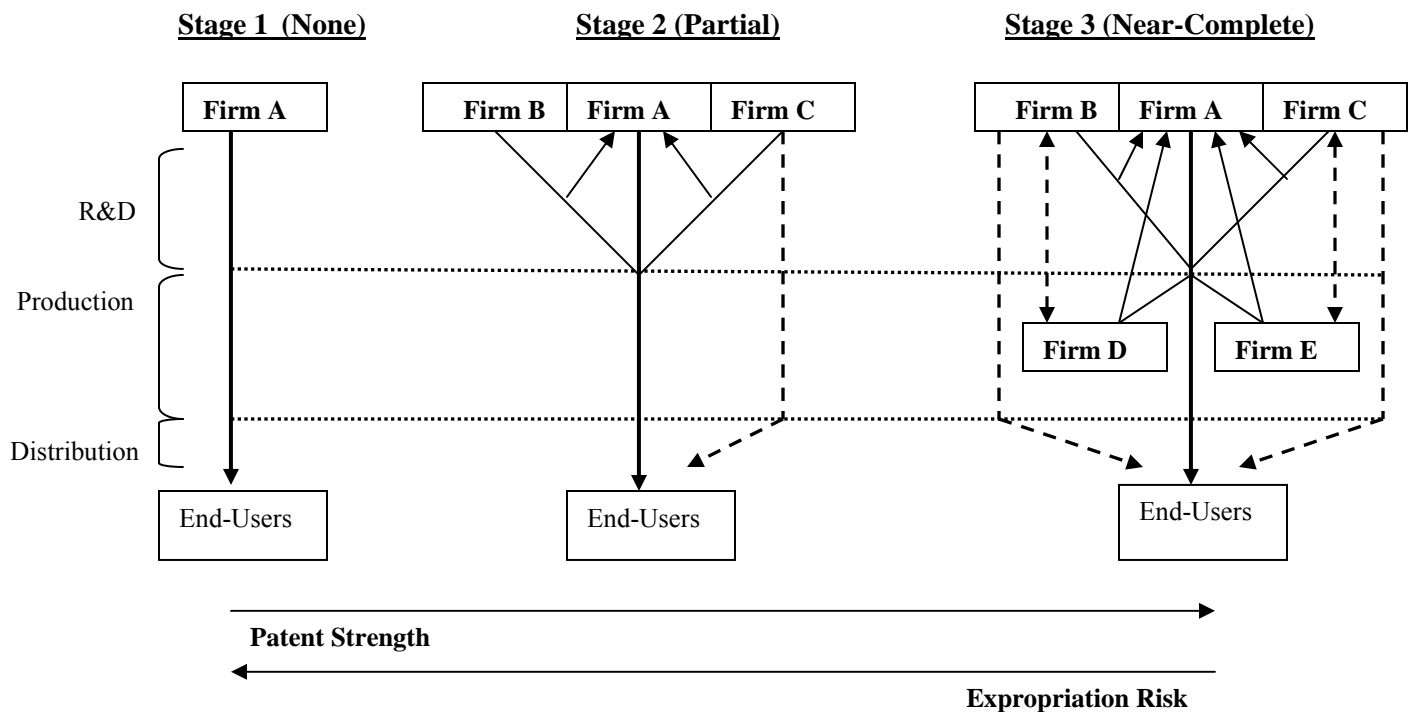 Stage 1 (None)
Stage 2 (Partial)
Stage 3 (Near-Complete)
Firm A
Firm B
Firm A
Firm C
Firm B
Firm A
Firm C
R&D
Production
Firm D
Firm E
Distribution
End-Users
End-Users
End-Users
Patent Strength
Expropriation Risk